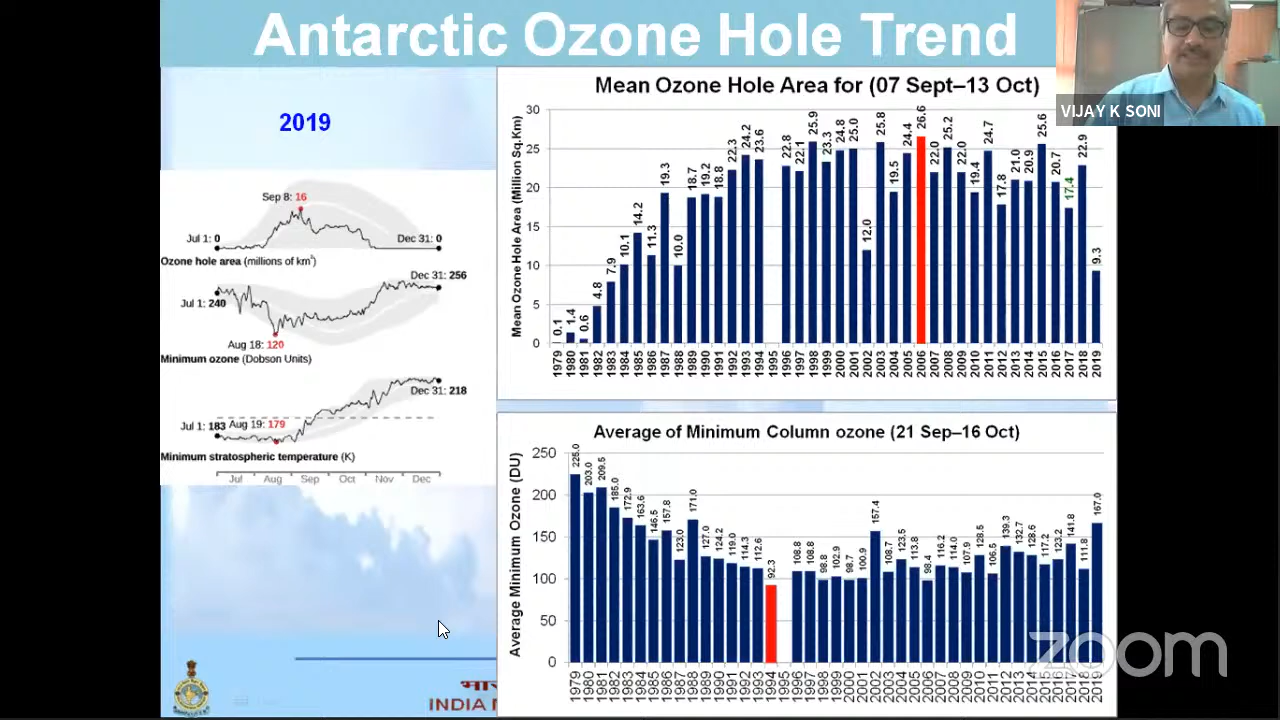 Antarctic Ozone Hole Trend
VIJAY K SONI
2019
Sep 8: 16
Jul 1: 0
Dec 31: 0
Ozone hole area (millions of km²)
Dec 31: 256
Jul 1: 240
Aug 18: 120
Minimum ozone (Dobson Units)
Dec 31: 218
Jul 1: 183 Aug 19: 179
Minimum stratospheric temperature (K)
Jul Aug Sep Oct Nov Dec
Mean Ozone Hole Area for (07 Sept–13 Oct)
Mean Ozone Hole Area (Million Sq.Km)
30
25
20
15
10
5
0
0.1 1.4 0.6 4.8 7.9 10.1 14.2 11.3 19.3 10.0 18.7 19.2 18.8 22.3 24.2 23.6 22.8 22.1 25.9 23.3 24.8 25.0 12.0 25.8 19.5 24.4 26.6 22.0 25.2 22.0 19.4 24.7 17.8 21.0 20.9 25.6 20.7 17.4 22.9 9.3
1979 1980 1981 1982 1983 1984 1985 1986 1987 1988 1989 1990 1991 1992 1993 1994 1995 1996 1997 1998 1999 2000 2001 2002 2003 2004 2005 2006 2007 2008 2009 2010 2011 2012 2013 2014 2015 2016 2017 2018 2019
Average of Minimum Column ozone (21 Sep–16 Oct)
Average Minimum Ozone (DU)
250
200
150
100
50
0
225.0 203.0 209.5 185.0 172.9 163.6 146.5 157.8 123.0 171.0 127.0 124.2 119.0 114.3 112.6 92.3 108.8 108.8 98.8 102.9 98.7 100.9 157.4 108.7 123.5 113.8 98.4 116.2 114.0 107.9 128.5 106.5 139.3 132.7 128.6 117.2 123.2 141.8 111.8 167.0
1979 1980 1981 1982 1983 1984 1985 1986 1987 1988 1989 1990 1991 1992 1993 1994 1995 1996 1997 1998 1999 2000 2001 2002 2003 2004 2005 2006 2007 2008 2009 2010 2011 2012 2013 2014 2015 2016 2017 2018 2019
INDIA
zoom